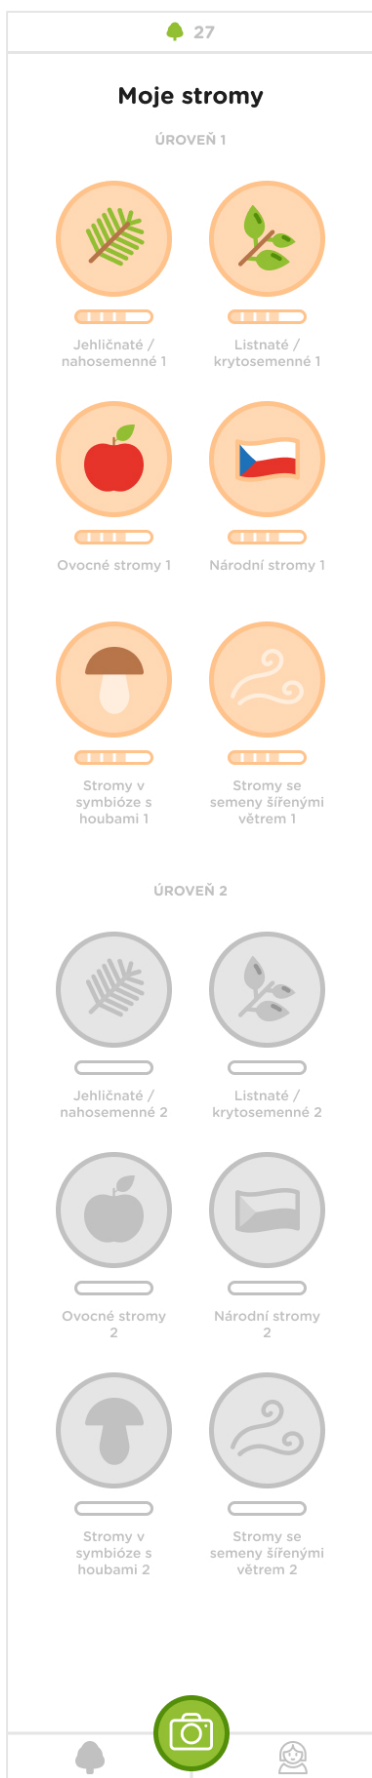 27
Moje stromy
ÚROVEŇ 1
Jehličnaté /
nahosemenné 1
Listnaté /
krytosemenné 1
Ovocné stromy 1
Národní stromy 1
Stromy v
symbióze s
houbami 1
Stromy se
semeny šířenými
větrem 1
ÚROVEŇ 2
Jehličnaté /
nahosemenné 2
Listnaté /
krytosemenné 2
Ovocné stromy
2
Národní stromy
2
Stromy v
symbióze s
houbami 2
Stromy se
semeny šířenými
větrem 2